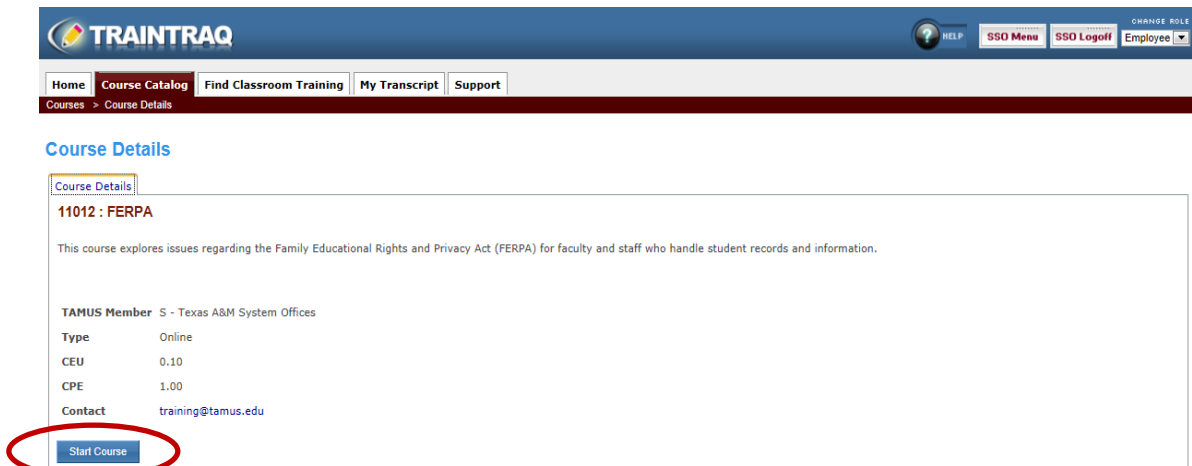 TRAINTRAQ
? HELP
SSO Menu
SSO Logoff
CHANGE ROLE
Employee
Home Course Catalog Find Classroom Training My Transcript Support
Courses > Course Details
Course Details
Course Details
11012 : FERPA
This course explores issues regarding the Family Educational Rights and Privacy Act (FERPA) for faculty and staff who handle student records and information.
TAMUS Member S - Texas A&M System Offices
Type Online
CEU 0.10
CPE 1.00
Contact training@tamus.edu
Start Course